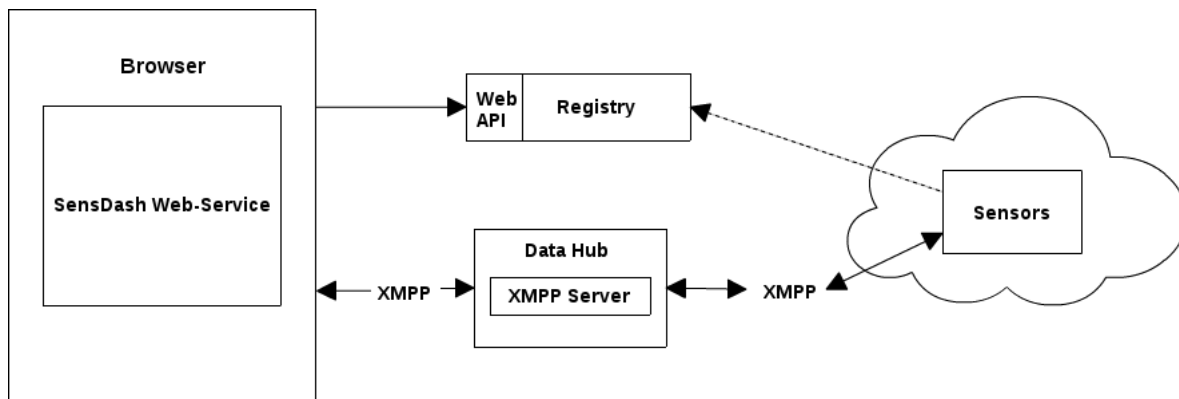 Browser
SensDash Web-Service
Web
API
Registry
Data Hub
XMPP Server
XMPP
XMPP
Sensors